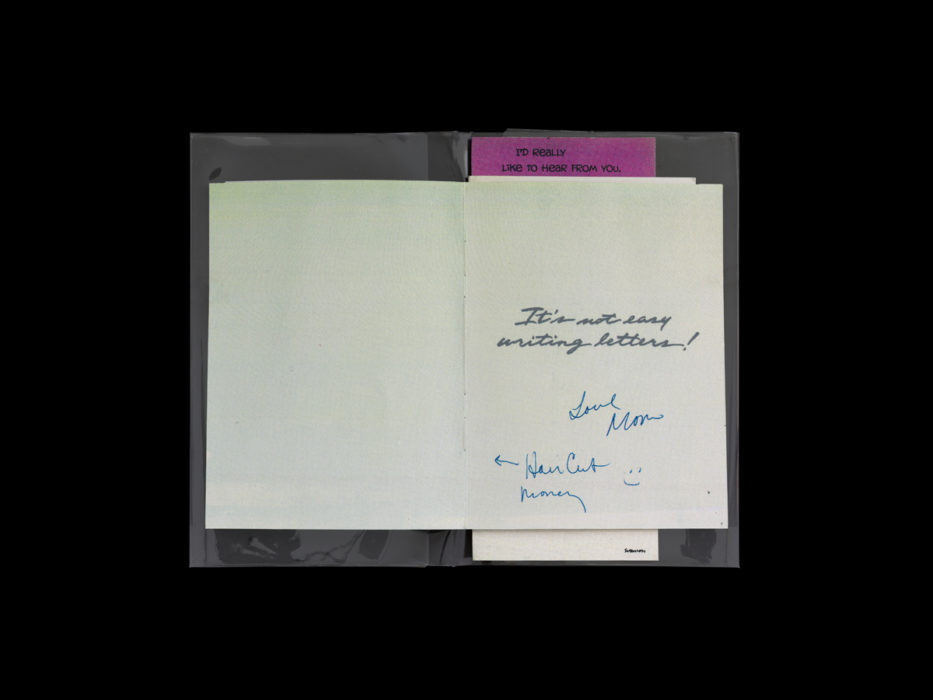 I'D REALLY
LIKE TO HEAR FROM YOU.
It's not easy
writing letters!
Love
Mom
← Hair Cut :)
money